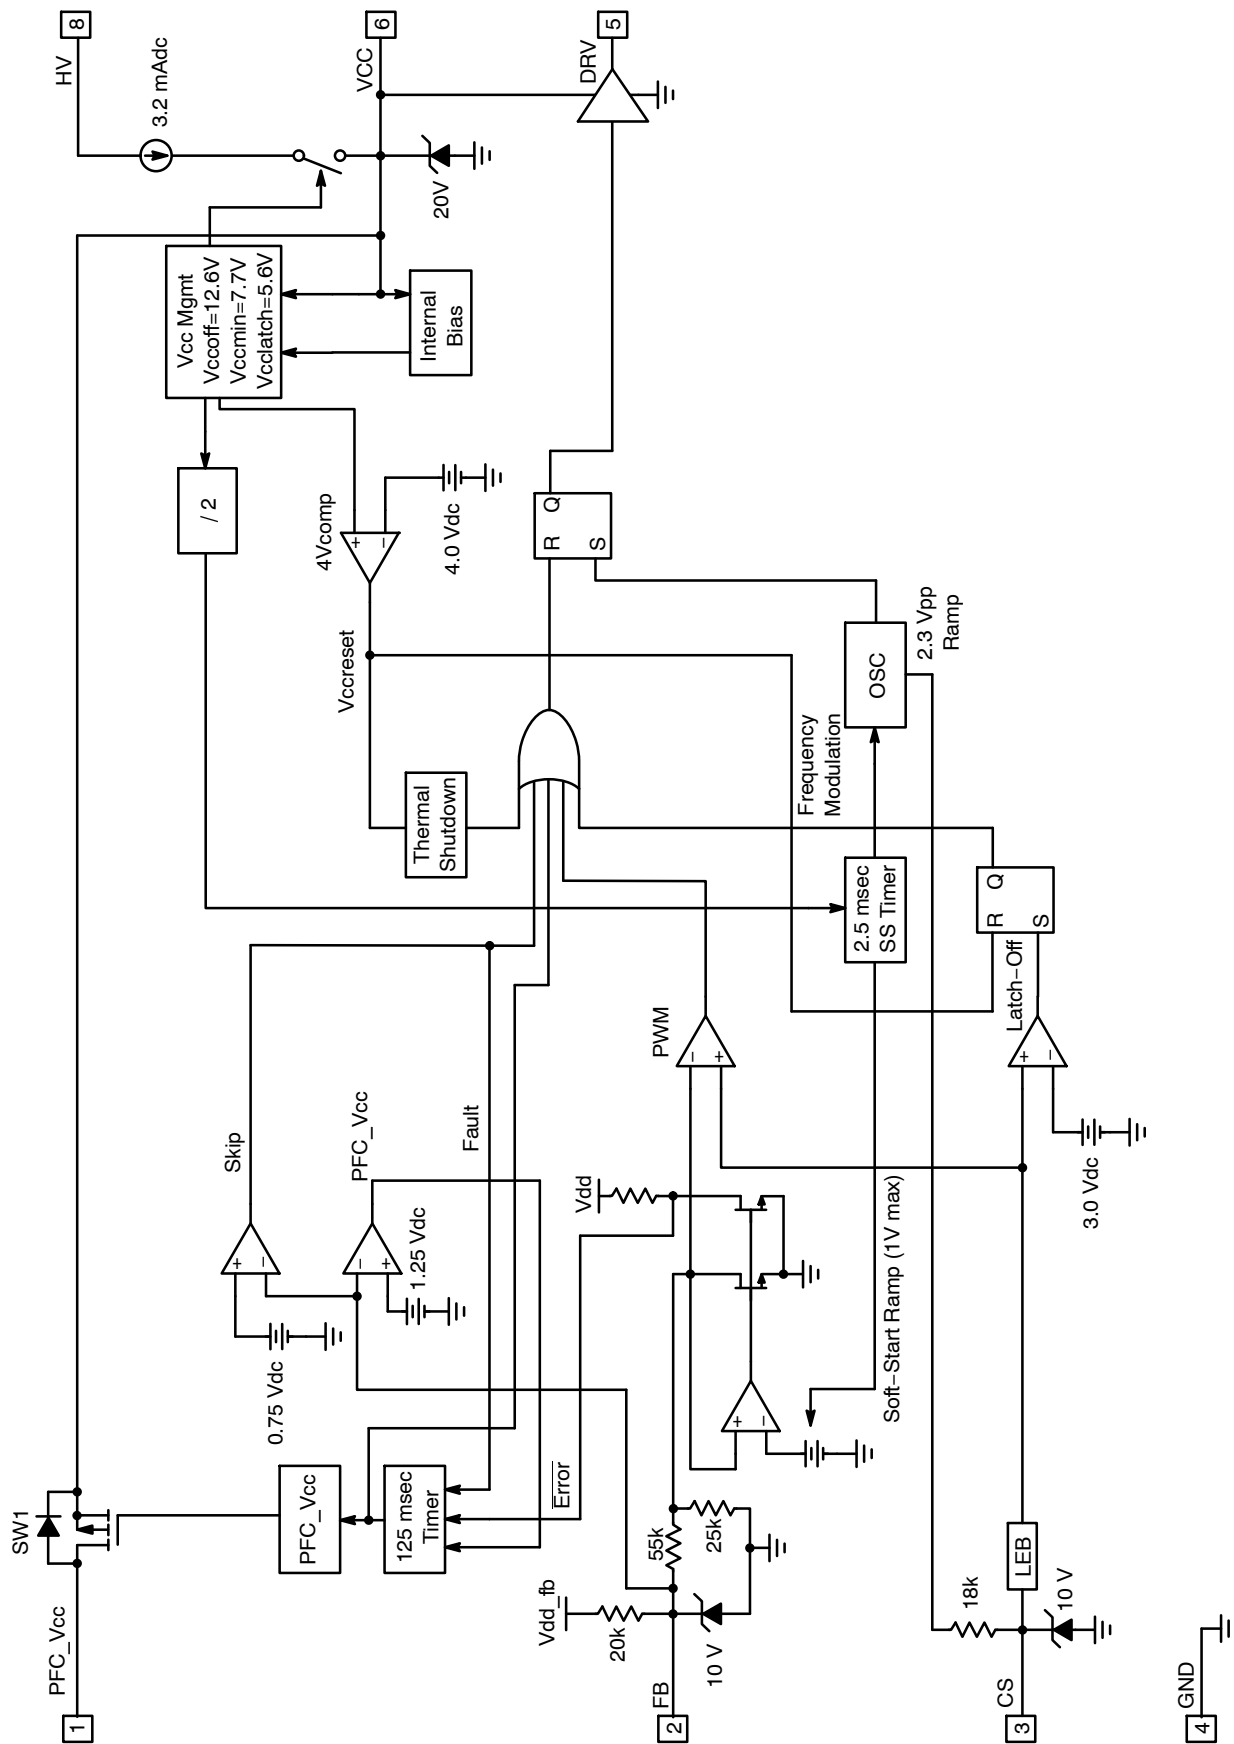 PFC_Vcc
1
SW1
PFC_Vcc
125 msec
Timer
0.75 Vdc
Skip
+
−
PFC_Vcc
−
+
1.25 Vdc
Fault
Error
Vccreset
Thermal
Shutdown
/ 2
4Vcomp
+
−
4.0 Vdc
Vcc Mgmt
Vccoff=12.6V
Vccmin=7.7V
Vcclatch=5.6V
Internal
Bias
HV
8
3.2 mAdc
VCC
6
20V
DRV
5
R
Q
S
FB
2
Vdd_fb
20k
10 V
55k
25k
Vdd
+
−
PWM
−
+
Soft−Start Ramp (1V max)
2.5 msec
SS Timer
Frequency
Modulation
OSC
2.3 Vpp
Ramp
CS
3
18k
10 V
LEB
3.0 Vdc
+
−
Latch−Off
R
Q
S
GND
4